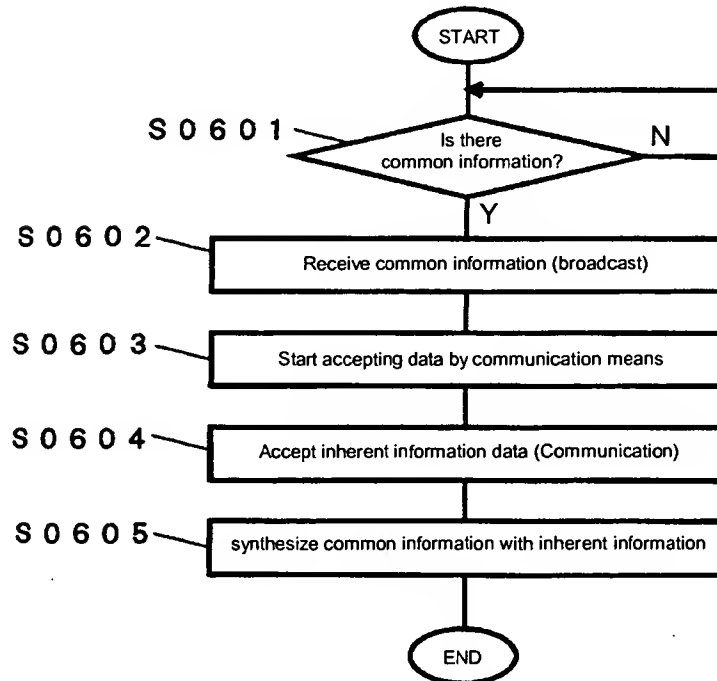 START
S0601
Is there
common information?
N
Y
S0602
Receive common information (broadcast)
S0603
Start accepting data by communication means
S0604
Accept inherent information data (Communication)
S0605
synthesize common information with inherent information
END